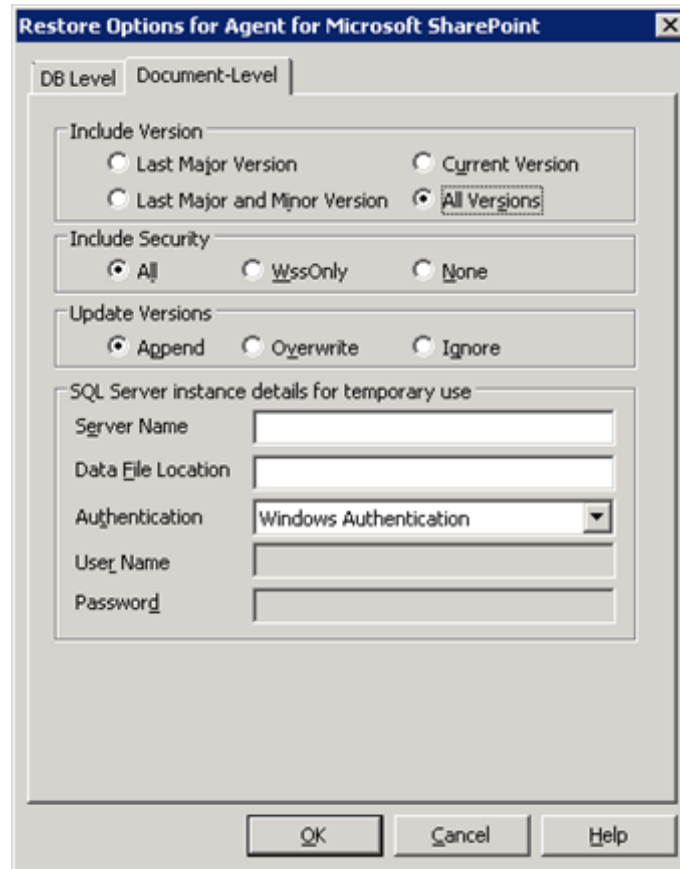 Restore Options for Agent for Microsoft SharePoint
DB Level Document-Level
Include Version
Last Major Version Current Version
Last Major and Minor Version All Versions
Include Security
All WssOnly None
Update Versions
Append Overwrite Ignore
SQL Server instance details for temporary use
Server Name
Data File Location
Authentication Windows Authentication
User Name
Password
OK Cancel Help